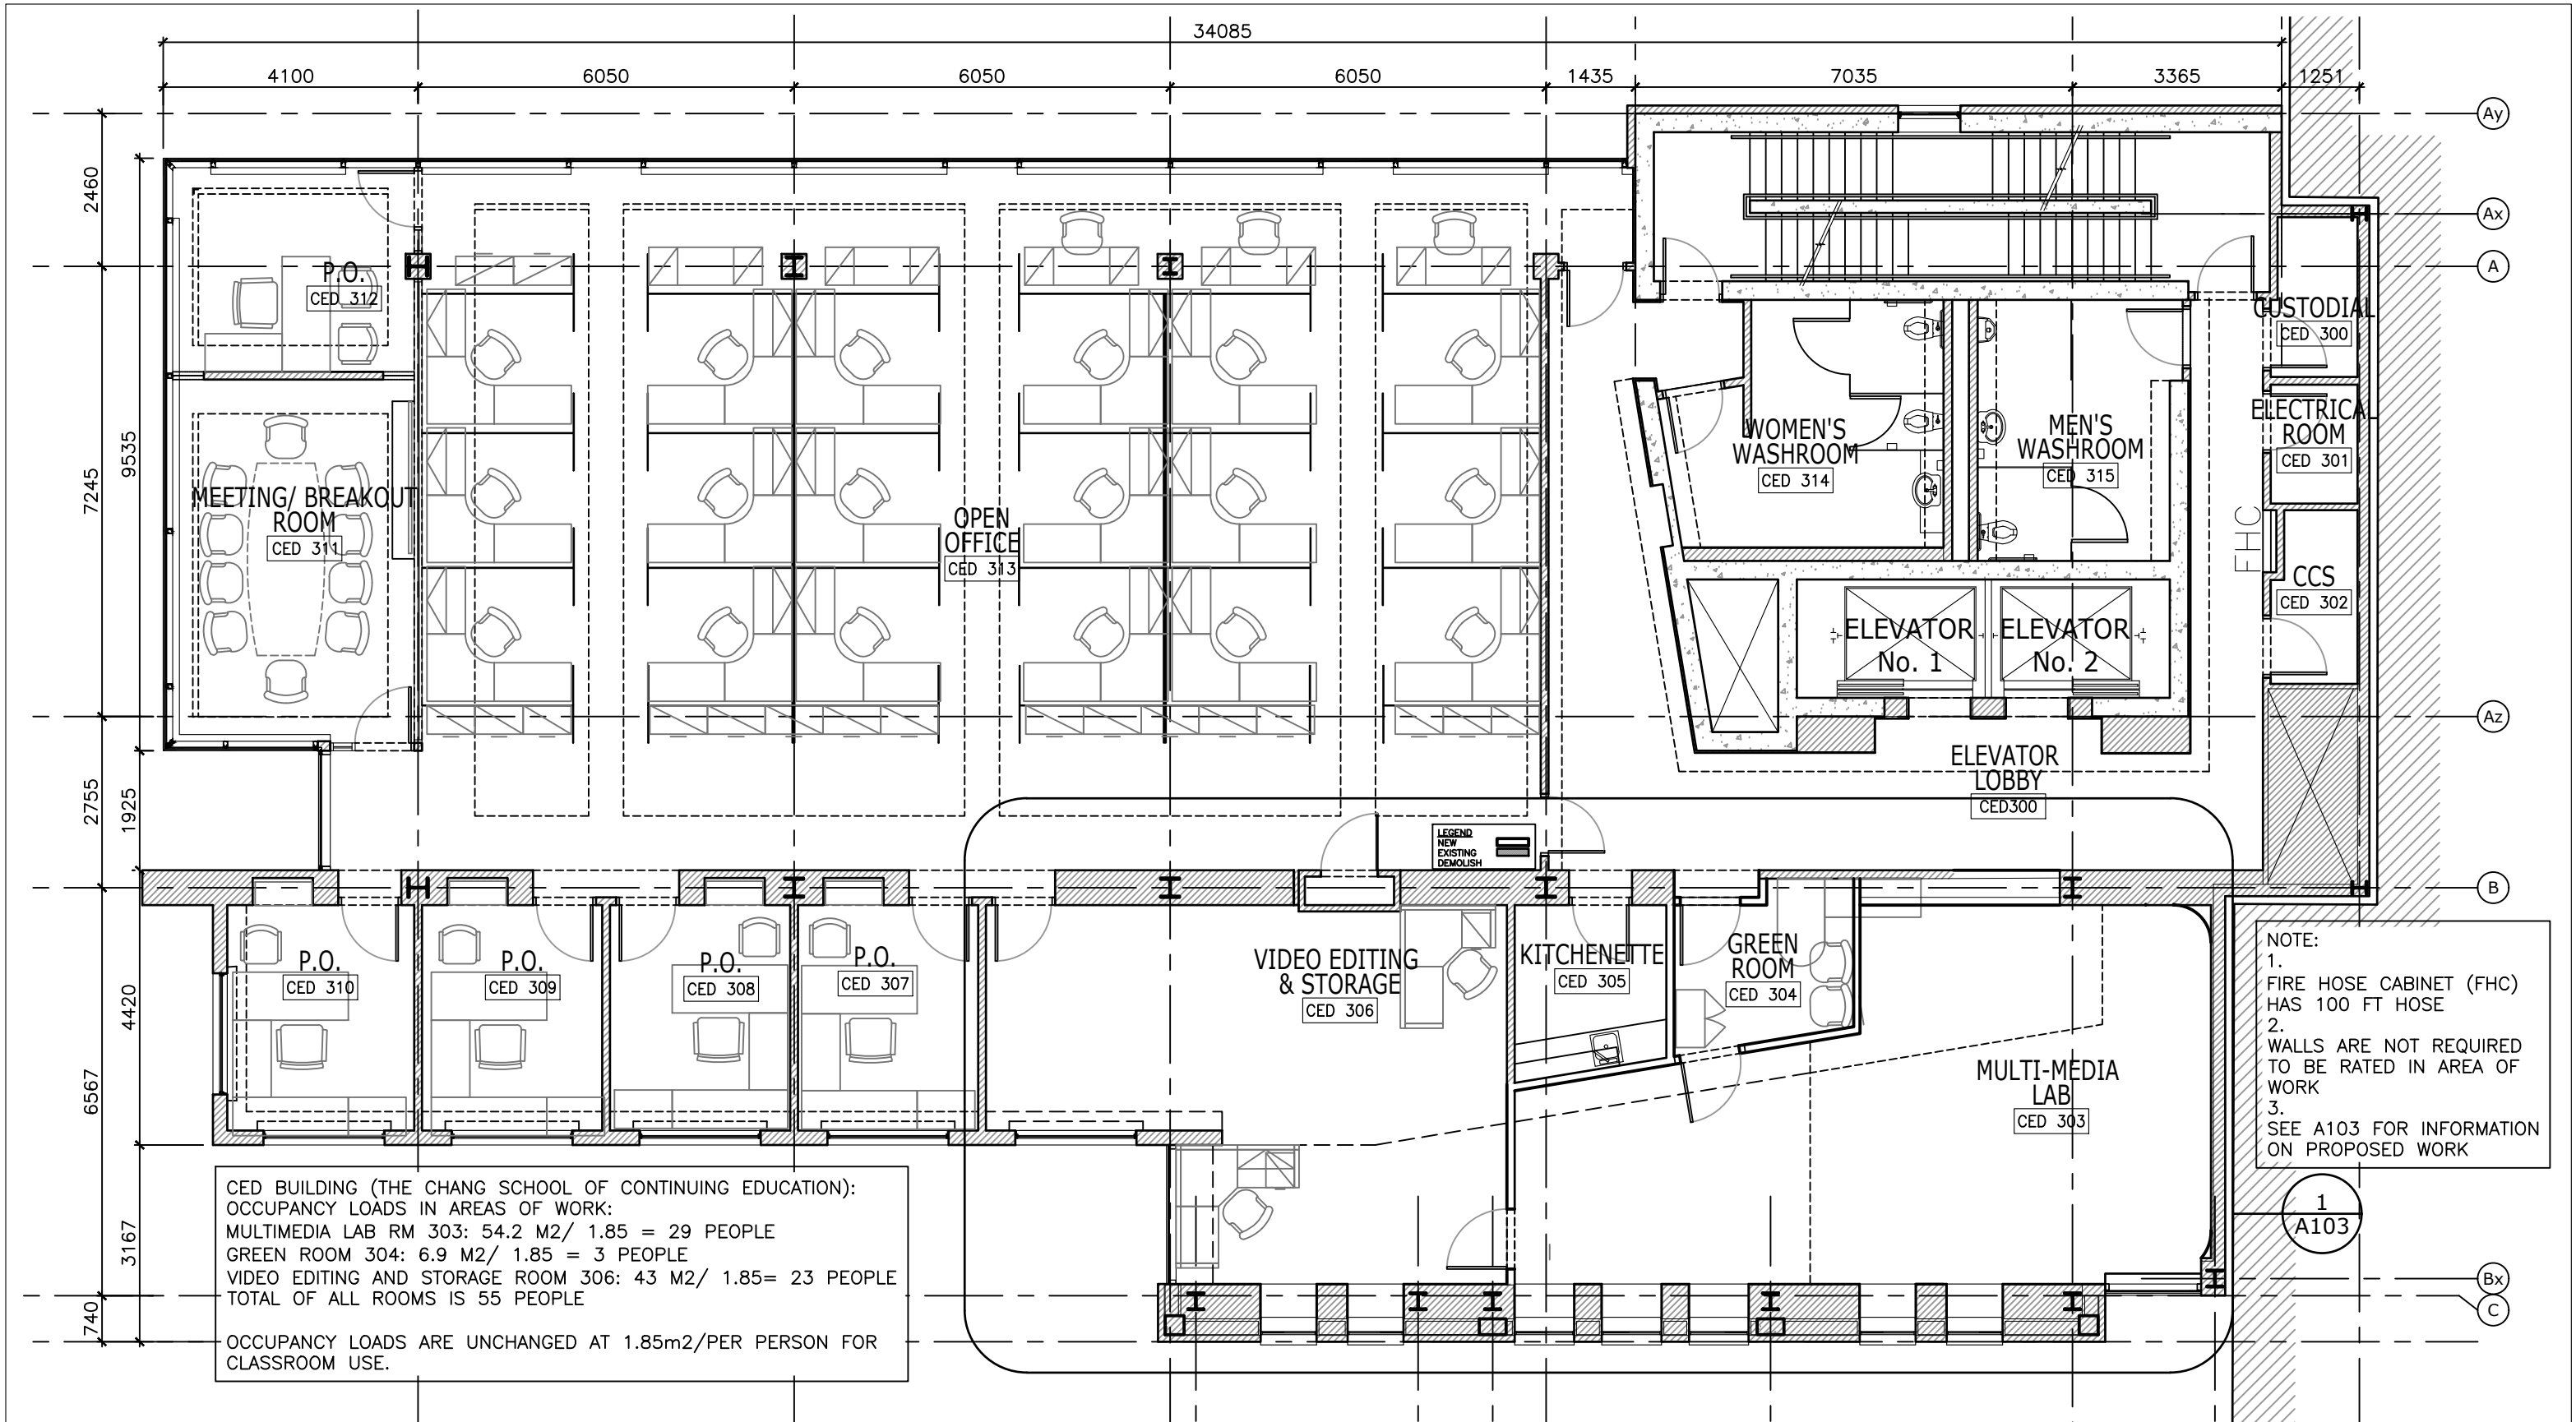 34085
4100
6050
6050
6050
1435
7035
3365
1251
Ay
Ax
A
Az
B
Bx
C
2460
7245
2755
6567
740
9535
1925
4420
3167
P.O.
CED 312
MEETING/ BREAKOUT
ROOM
CED 311
OPEN
OFFICE
CED 313
WOMEN'S
WASHROOM
CED 314
MEN'S
WASHROOM
CED 315
CUSTODIAL
CED 300
ELECTRICAL
ROOM
CED 301
FHC
CCS
CED 302
ELEVATOR
No. 1
ELEVATOR
No. 2
ELEVATOR
LOBBY
CED300
LEGEND
NEW
EXISTING
DEMOLISH
P.O.
CED 310
P.O.
CED 309
P.O.
CED 308
P.O.
CED 307
VIDEO EDITING
& STORAGE
CED 306
KITCHENETTE
CED 305
GREEN
ROOM
CED 304
MULTI-MEDIA
LAB
CED 303
NOTE:
1.
FIRE HOSE CABINET (FHC)
HAS 100 FT HOSE
2.
WALLS ARE NOT REQUIRED
TO BE RATED IN AREA OF
WORK
3.
SEE A103 FOR INFORMATION
ON PROPOSED WORK
1
A103
CED BUILDING (THE CHANG SCHOOL OF CONTINUING EDUCATION):
OCCUPANCY LOADS IN AREAS OF WORK:
MULTIMEDIA LAB RM 303: 54.2 M2/ 1.85 = 29 PEOPLE
GREEN ROOM 304: 6.9 M2/ 1.85 = 3 PEOPLE
VIDEO EDITING AND STORAGE ROOM 306: 43 M2/ 1.85= 23 PEOPLE
TOTAL OF ALL ROOMS IS 55 PEOPLE
OCCUPANCY LOADS ARE UNCHANGED AT 1.85m2/PER PERSON FOR
CLASSROOM USE.